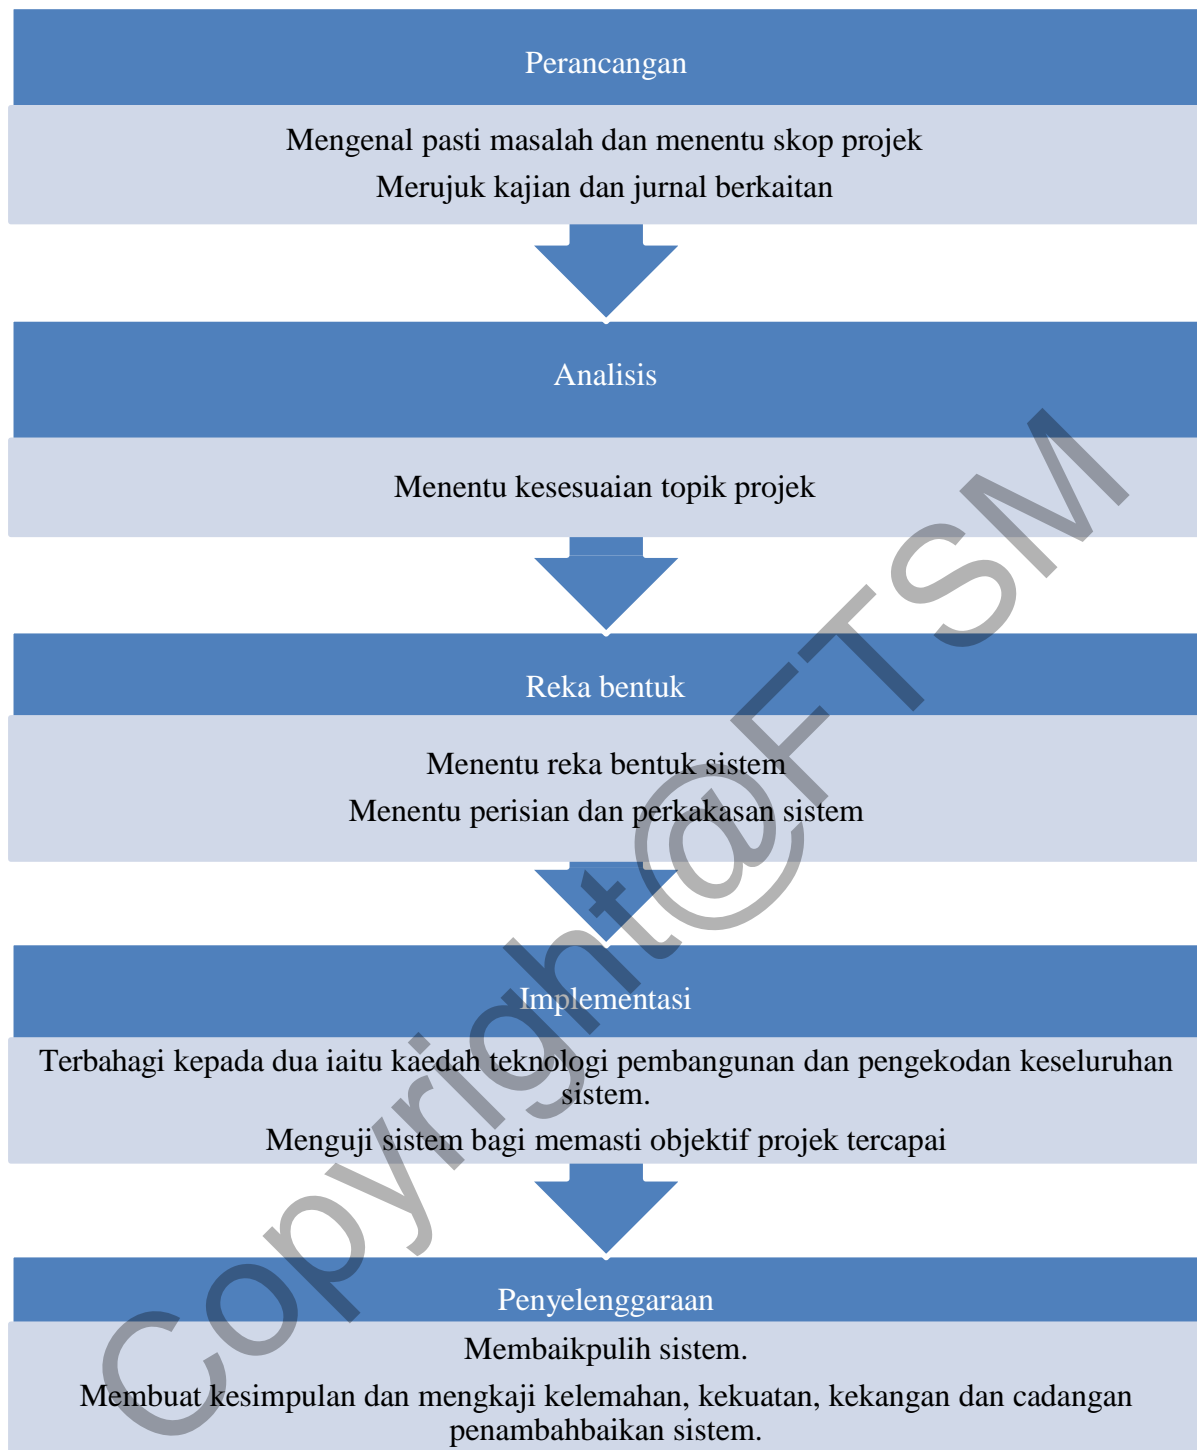 Perancangan
Mengenal pasti masalah dan menentu skop projek
Merujuk kajian dan jurnal berkaitan
Analisis
Menentu kesesuaian topik projek
Reka bentuk
Menentu reka bentuk sistem
Menentu perisian dan perkakasan sistem
Implementasi
Terbahagi kepada dua iaitu kaedah teknologi pembangunan dan pengekodan keseluruhan
sistem.
Menguji sistem bagi memasti objektif projek tercapai
Penyelenggaraan
Membaikpulih sistem.
Membuat kesimpulan dan mengkaji kelemahan, kekuatan, kekangan dan cadangan
penambahbaikan sistem.
Copyright@FTSM